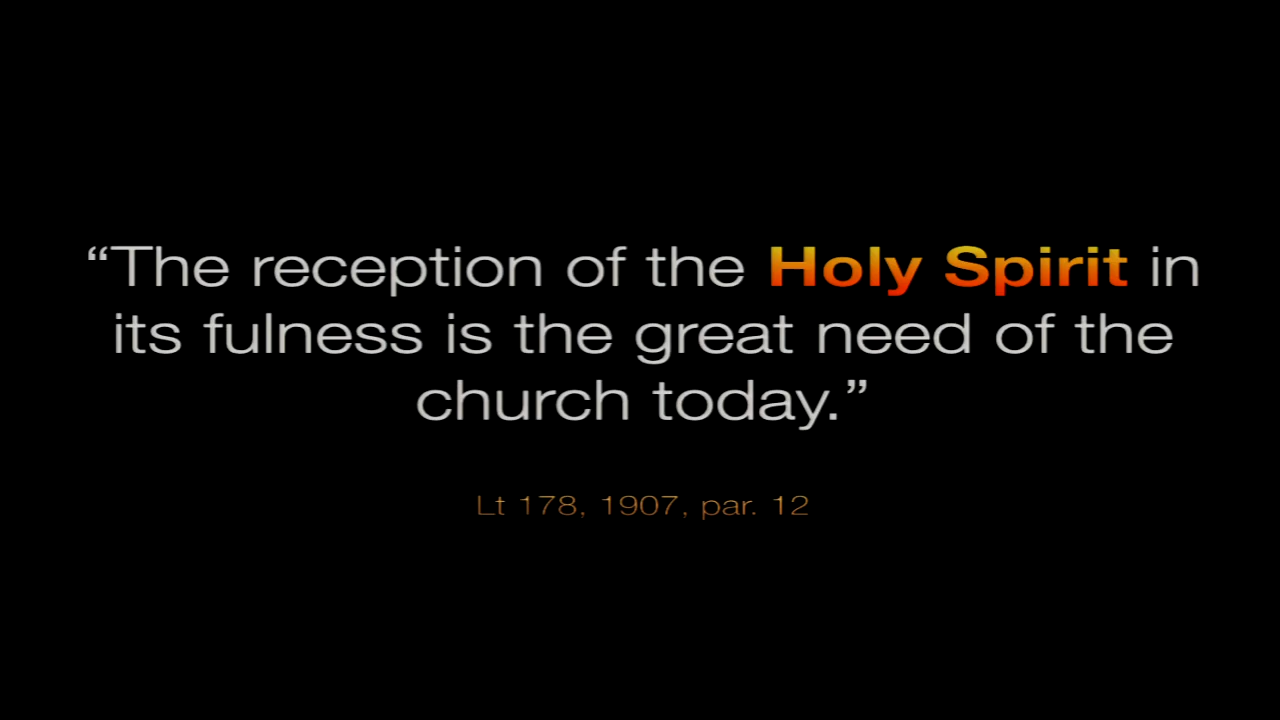 “The reception of the Holy Spirit in
its fulness is the great need of the
church today.”
Lt 178, 1907, par. 12